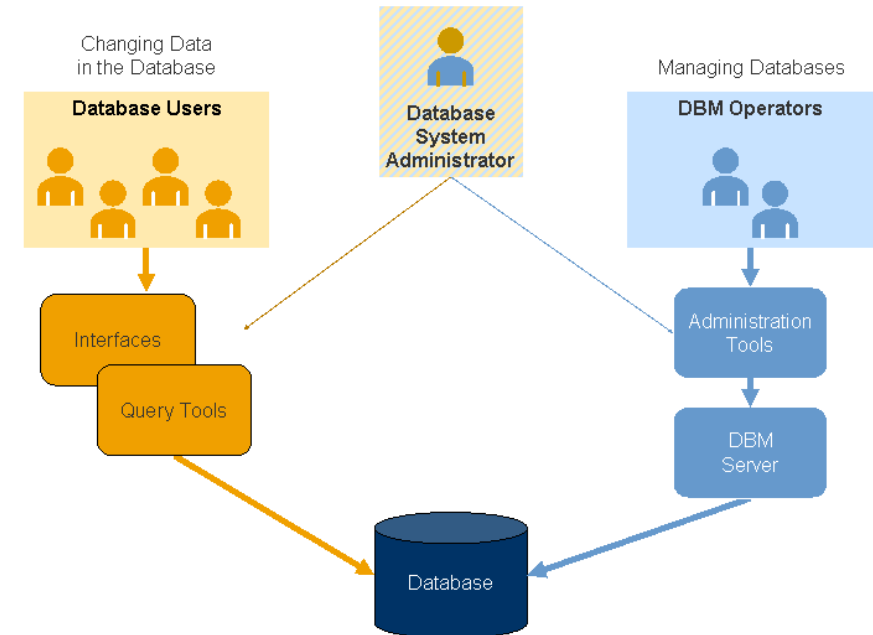 Changing Data
in the Database
Database Users
Database
System
Administrator
Managing Databases
DBM Operators
Interfaces
Query Tools
Administration
Tools
DBM
Server
Database